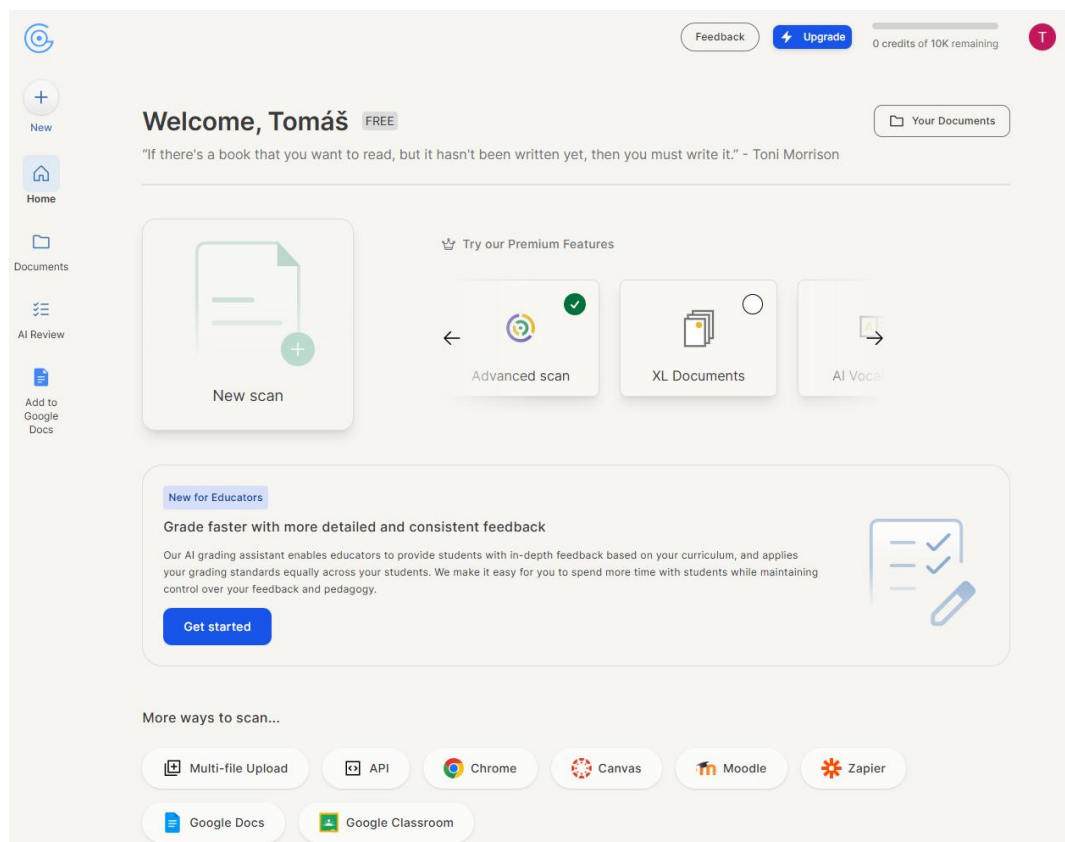 Feedback
Upgrade
0 credits of 10K remaining
T
New
Home
Documents
AI Review
Add to
Google
Docs
Welcome, Tomáš FREE
Your Documents
"If there's a book that you want to read, but it hasn't been written yet, then you must write it." - Toni Morrison
New scan
Try our Premium Features
Advanced scan
XL Documents
AI Voca
New for Educators
Grade faster with more detailed and consistent feedback
Our AI grading assistant enables educators to provide students with in-depth feedback based on your curriculum, and applies
your grading standards equally across your students. We make it easy for you to spend more time with students while maintaining
control over your feedback and pedagogy.
Get started
More ways to scan...
Multi-file Upload
API
Chrome
Canvas
Moodle
Zapier
Google Docs
Google Classroom